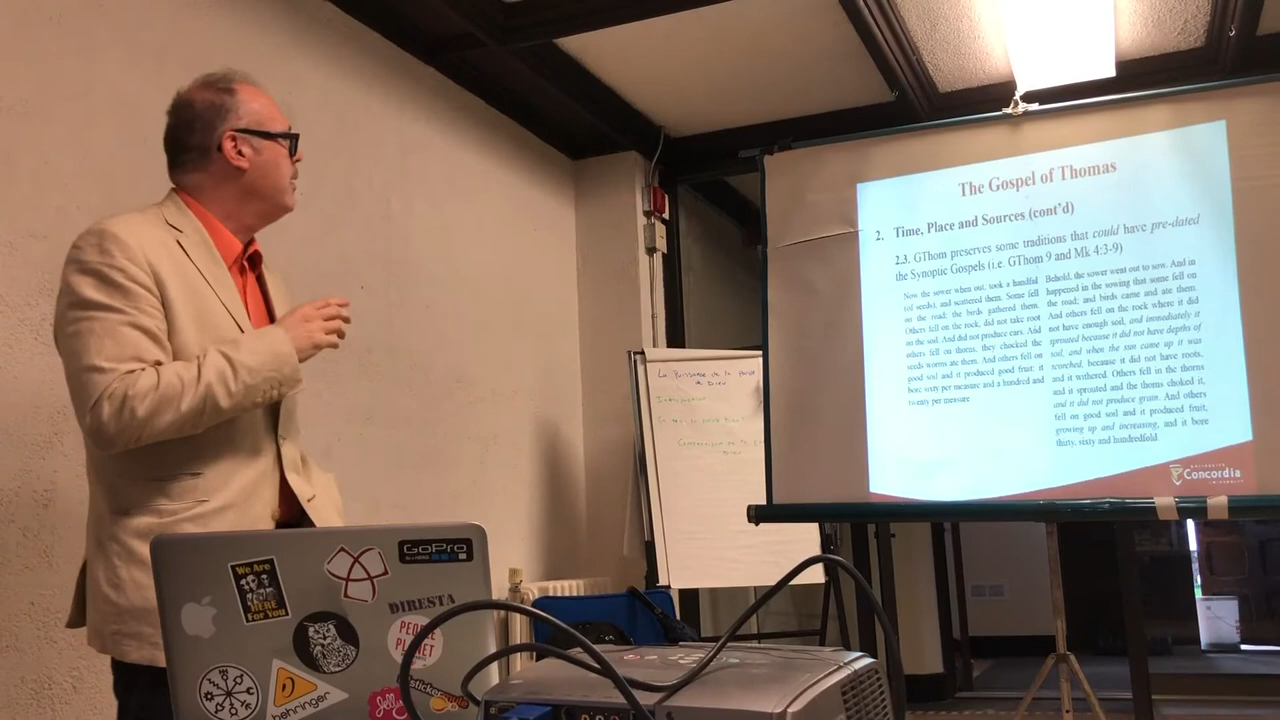 The Gospel of Thomas
2. Time, Place and Sources (cont'd)
2.3. GThom preserves some traditions that could have pre-dated
the Synoptic Gospels (i.e. GThom 9 and Mk 4:3-9)
Now the sower when out, took a handful
(of seeds), and scattered them. Some fell
on the road; the birds gathered them.
Others fell on the rock, did not take root
on the soil. And did not produce ears. And
others fell on thorns, they chocked the
seeds worms ate them. And others fell on
good soil and it produced good fruit: it
bore sixty per measure and a hundred and
twenty per measure
Behold, the sower went out to sow. And in
happened in the sowing that some fell on
the road; and birds came and ate them.
And others fell on the rock where it did
not have enough soil, and immediately it
sprouted because it did not have depths of
soil, and when the sun came up it was
scorched, because it did not have roots,
and it withered. Others fell in the thorns
and it sprouted and the thorns choked it,
and it did not produce grain. And others
fell on good soil and it produced fruit,
growing up and increasing, and it bore
thirty, sixty and hundredfold
UNIVERSITÉ
Concordia
UNIVERSITY
La Puissance de la
de Dieu
GoPro
We Are
HERE
For You
DIRESTA
PEOPLE
PLANET
behringer
Jelly
sticker